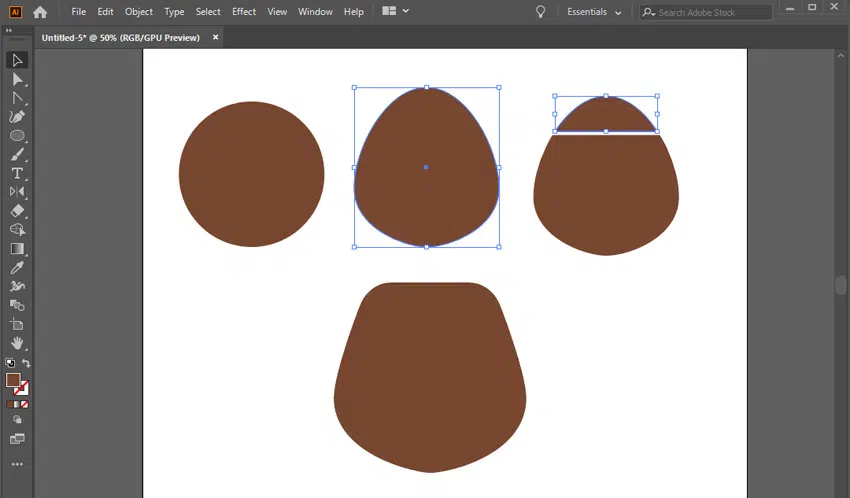 Ai File Edit Object Type Select Effect View Window Help Essentials Search Adobe Stock
Untitled-5* @ 50% (RGB/GPU Preview) ×
T